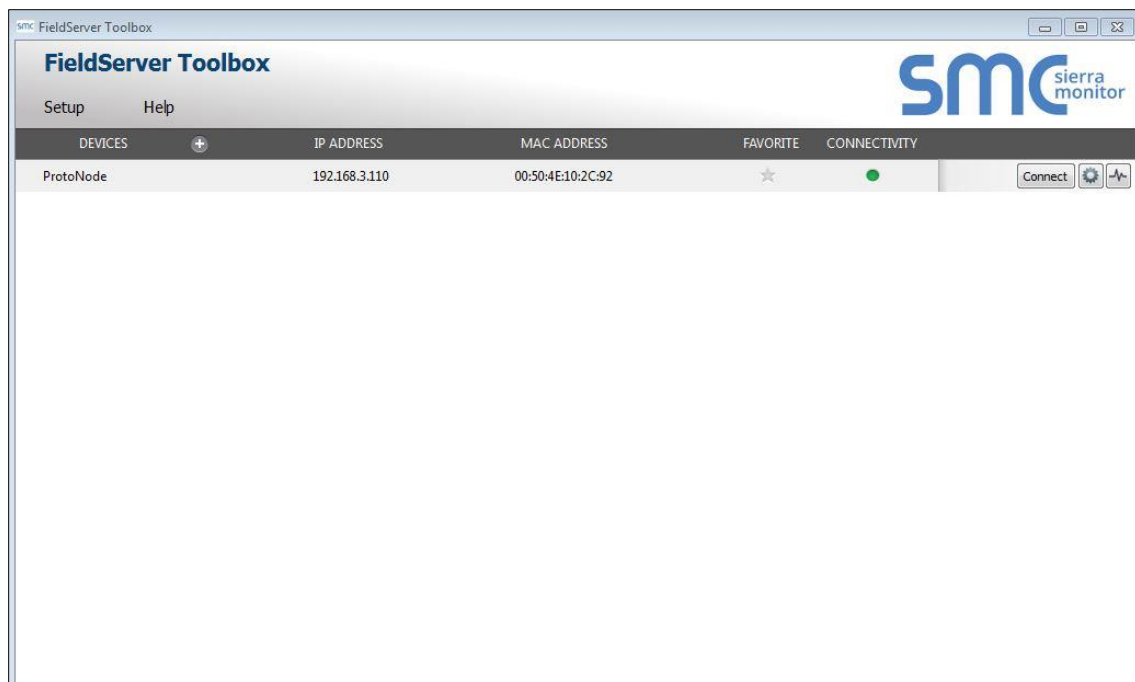 smc FieldServer Toolbox
FieldServer Toolbox
smc sierra monitor
Setup Help
DEVICES IP ADDRESS MAC ADDRESS FAVORITE CONNECTIVITY
ProtoNode 192.168.3.110 00:50:4E:10:2C:92 Connect